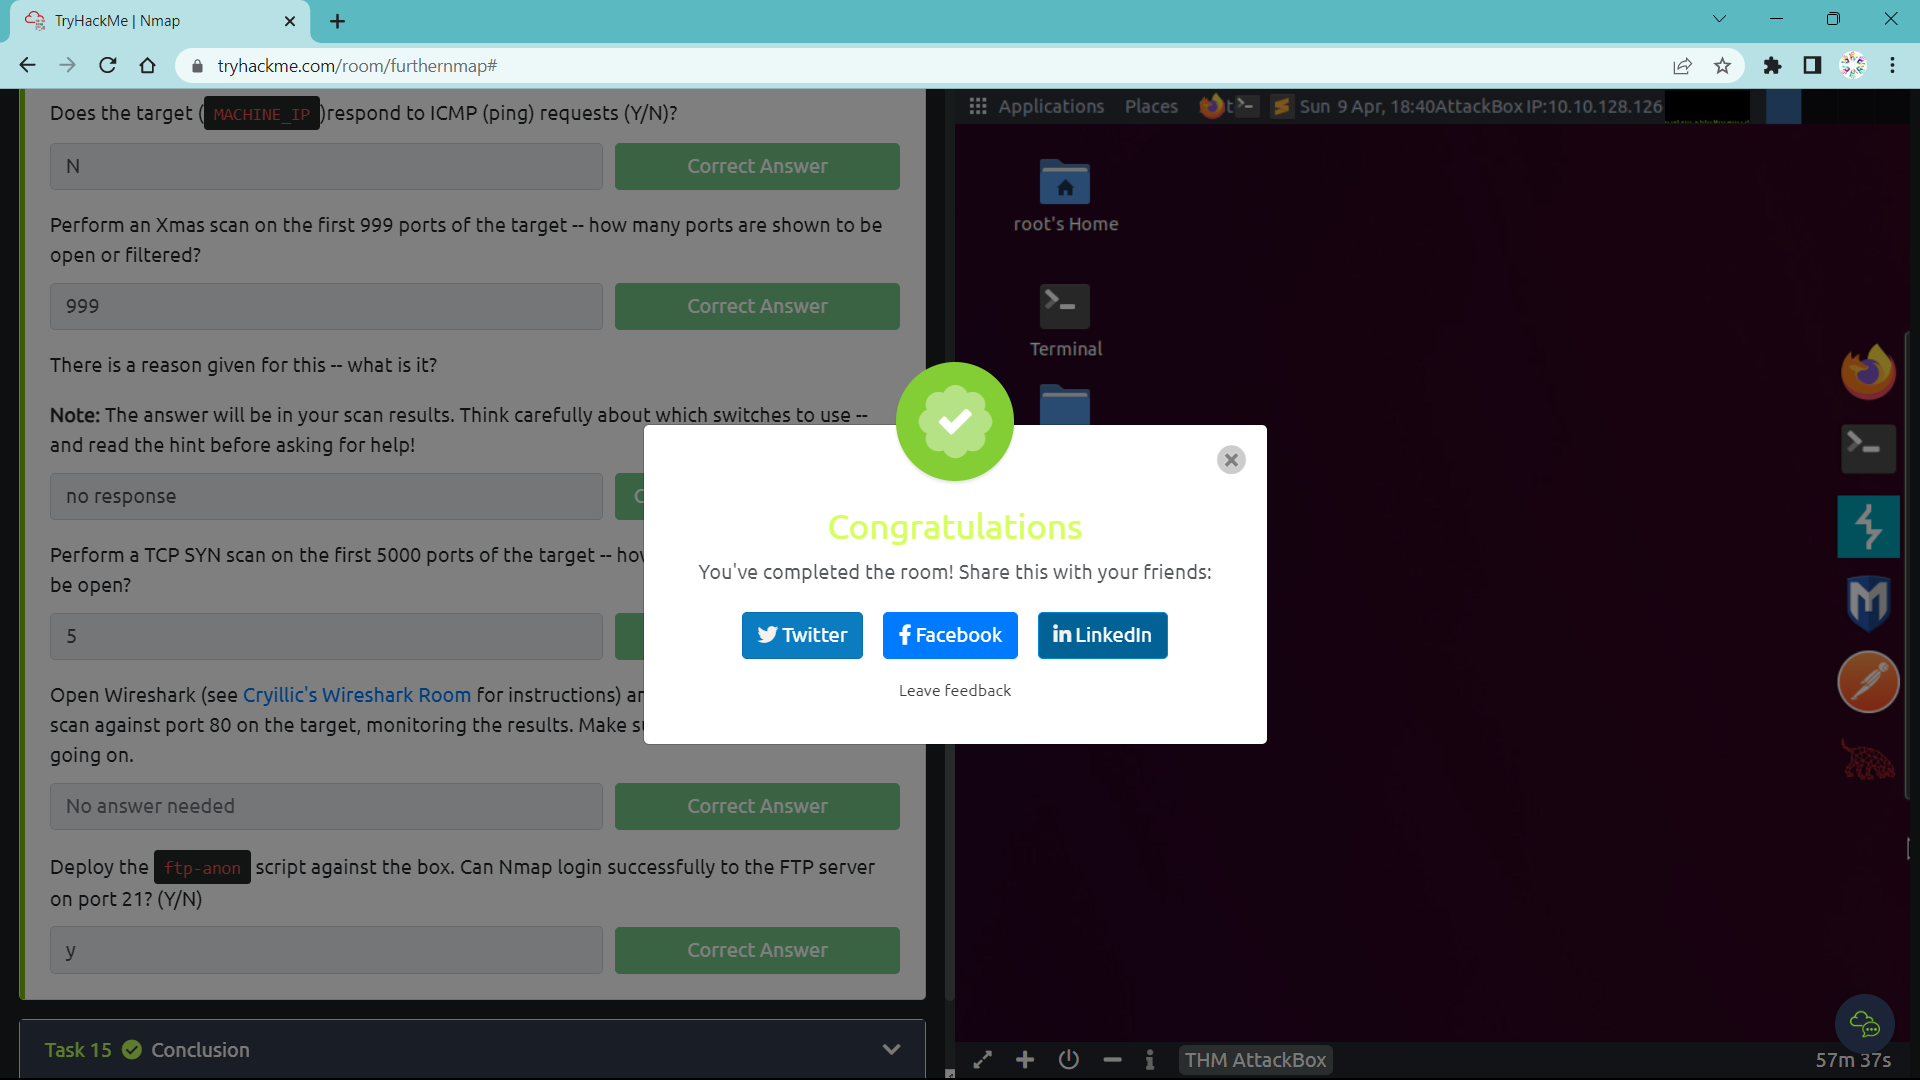 TryHackMe | Nmap
tryhackme.com/room/furthernmap#
Does the target ( MACHINE_IP )respond to ICMP (ping) requests (Y/N)?
N
Correct Answer
Perform an Xmas scan on the first 999 ports of the target -- how many ports are shown to be
open or filtered?
999
Correct Answer
There is a reason given for this -- what is it?
Note: The answer will be in your scan results. Think carefully about which switches to use --
and read the hint before asking for help!
no response
Perform a TCP SYN scan on the first 5000 ports of the target --
be open?
5
Open Wireshark (see Cryillic's Wireshark Room for instructions)
scan against port 80 on the target, monitoring the results. Make
going on.
No answer needed
Correct Answer
Deploy the ftp-anon script against the box. Can Nmap login successfully to the FTP server
on port 21? (Y/N)
y
Correct Answer
Task 15 Conclusion
Congratulations
You've completed the room! Share this with your friends:
Twitter
Facebook
LinkedIn
Leave feedback
Applications Places
Sun 9 Apr, 18:40 AttackBox IP:10.10.128.126
root's Home
Terminal
THM AttackBox
57m 37s